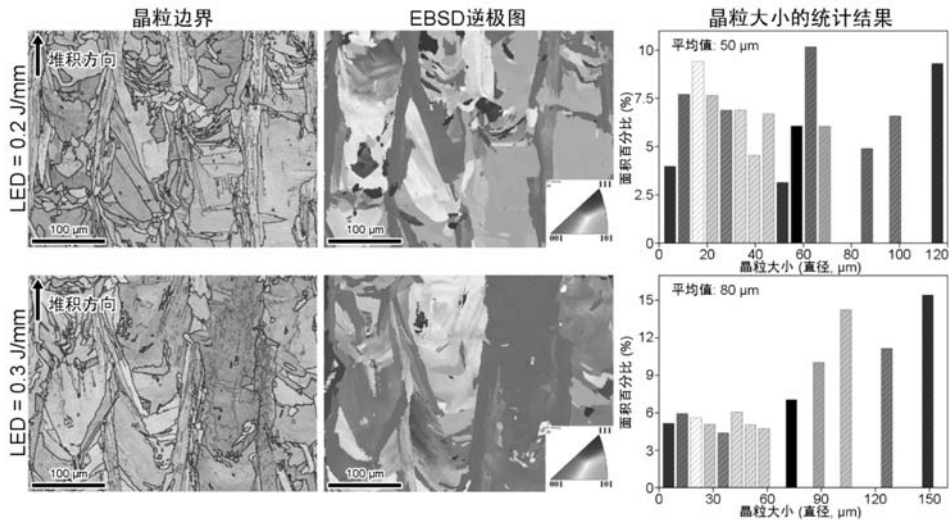 晶粒边界
EBSD逆极图
晶粒大小的统计结果
LED = 0.2 J/mm
堆积方向
100 μm
100 μm
111
001
101
平均值: 50 μm
面积百分比 (%)
10
7.5
5
2.5
0
0 20 40 60 80 100 120
晶粒大小 (直径, μm)
LED = 0.3 J/mm
堆积方向
100 μm
100 μm
111
001
101
平均值: 80 μm
面积百分比 (%)
15
12
9
6
3
0
0 30 60 90 120 150
晶粒大小 (直径, μm)